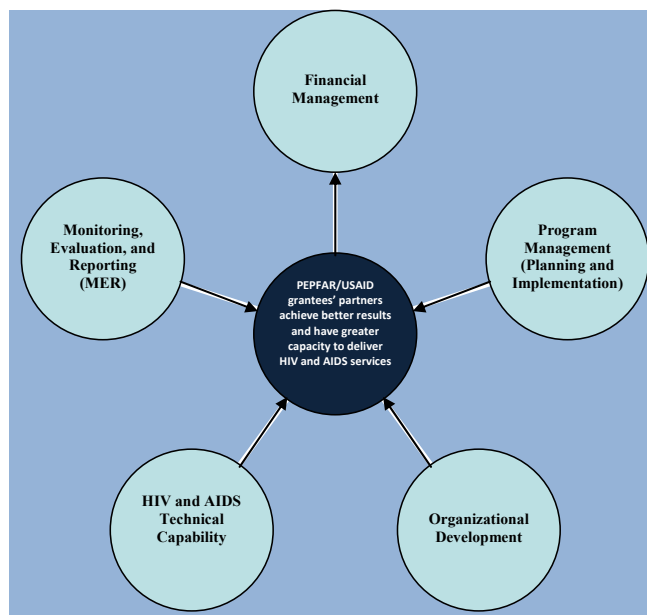 Financial
Management
Monitoring,
Evaluation, and
Reporting
(MER)
Program
Management
(Planning and
Implementation)
PEPFAR/USAID
grantees’ partners
achieve better results
and have greater
capacity to deliver
HIV and AIDS services
HIV and AIDS
Technical
Capability
Organizational
Development